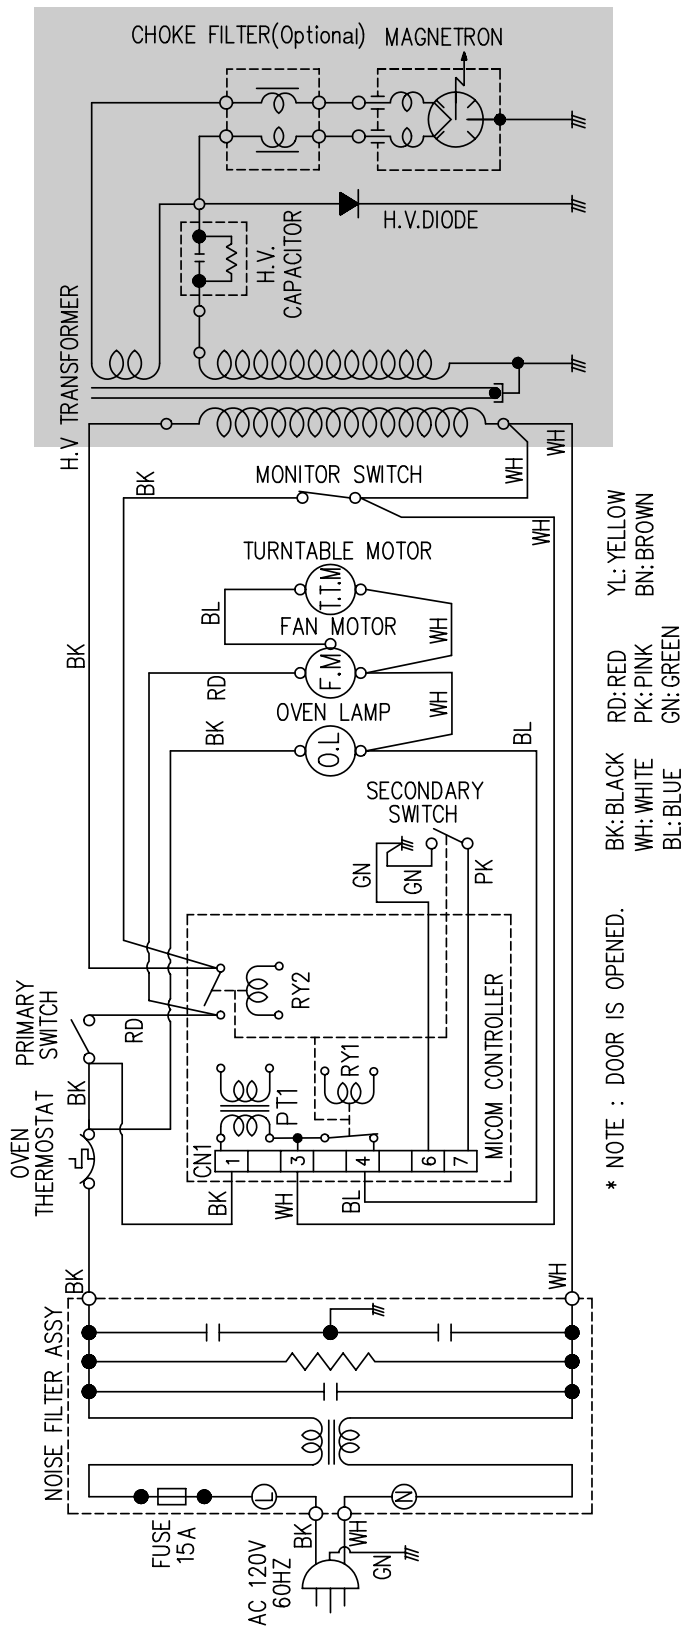 CHOKE FILTER(Optional)
MAGNETRON
H.V.DIODE
H.V.
CAPACITOR
H.V TRANSFORMER
WH
WH
BK
MONITOR SWITCH
WH
TURNTABLE MOTOR
T.T.M
BL
FAN MOTOR
WH
BK
F.M
RD
OVEN LAMP
WH
BK
O.L
BL
SECONDARY
SWITCH
GN
GN
PK
YL:YELLOW
BN:BROWN
RD:RED
PK:PINK
GN:GREEN
BK:BLACK
WH:WHITE
BL:BLUE
* NOTE : DOOR IS OPENED.
PRIMARY
SWITCH
RD
RY2
RY1
PT1
MICOM CONTROLLER
BK
OVEN
THERMOSTAT
CN1
1
3
4
6
7
BK
WH
BL
BK
WH
NOISE FILTER ASSY
L
N
FUSE
15A
BK
WH
GN
AC 120V
60HZ